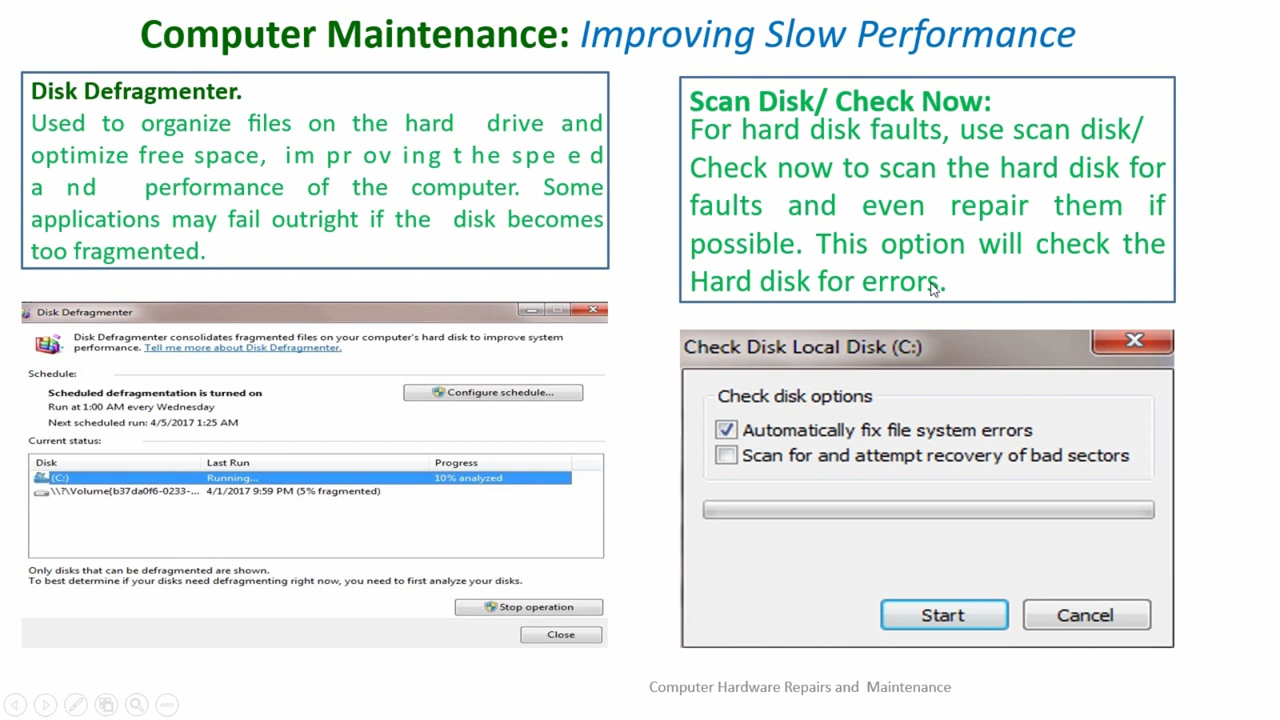 Computer Maintenance: Improving Slow Performance
Disk Defragmenter.
Used to organize files on the hard drive and
optimize free space, im pr ov ing t he spe e d
a nd performance of the computer. Some
applications may fail outright if the disk becomes
too fragmented.
Scan Disk/ Check Now:
For hard disk faults, use scan disk/
Check now to scan the hard disk for
faults and even repair them if
possible. This option will check the
Hard disk for errors.
Disk Defragmenter
Disk Defragmenter consolidates fragmented files on your computer's hard disk to improve system
performance. Tell me more about Disk Defragmenter.
Schedule:
Scheduled defragmentation is turned on
Configure schedule...
Run at 1:00 AM every Wednesday
Next scheduled run: 4/5/2017 1:25 AM
Current status:
Disk Last Run Progress
(C:) Running... 10% analyzed
\\?\Volume{b37da0f6-0233-... 4/1/2017 9:59 PM (5% fragmented)
Only disks that can be defragmented are shown.
To best determine if your disks need defragmenting right now, you need to first analyze your disks.
Stop operation
Close
Check Disk Local Disk (C:)
Check disk options
Automatically fix file system errors
Scan for and attempt recovery of bad sectors
Start Cancel
Computer Hardware Repairs and Maintenance